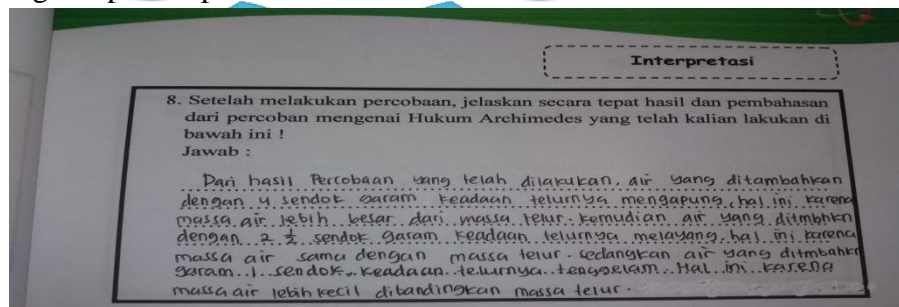 Interpretasi
8. Setelah melakukan percobaan, jelaskan secara tepat hasil dan pembahasan
dari percoban mengenai Hukum Archimedes yang telah kalian lakukan di
bawah ini !
Jawab :
Dari hasil Percobaan yang telah dilakukan, air yang ditambahkan
dengan 4 sendok garam keadaan telurnya mengapung, hal ini karena
massa air lebih besar dari massa telur. kemudian air yang ditmbhkn
dengan 2 ½ sendok garam keadaan telurnya melayang, hal ini karena
massa air sama dengan massa telur. sedangkan air yang ditmbahkn
garam 1 sendok, keadaan telurnya tenggelam. Hal ini karena
massa air lebih kecil dibandingkan massa telur.